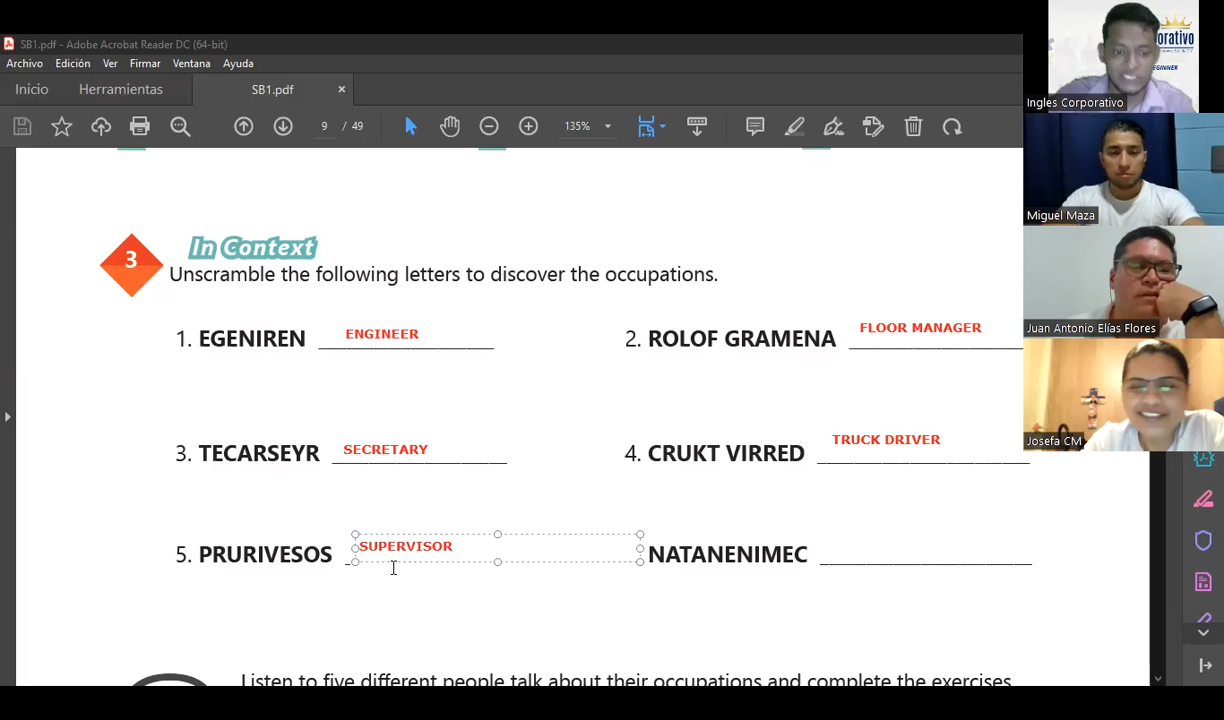 SB1.pdf - Adobe Acrobat Reader DC (64-bit)
Archivo Edición Ver Firmar Ventana Ayuda
Inicio Herramientas SB1.pdf ×
9 / 49 135%
3 In Context
Unscramble the following letters to discover the occupations.
1. EGENIREN ENGINEER
2. ROLOF GRAMENA FLOOR MANAGER
3. TECARSEYR SECRETARY
4. CRUKT VIRRED TRUCK DRIVER
5. PRURIVESOS SUPERVISOR
NATANENIMEC
Listen to five different people talk about their occupations and complete the exercises
Ingles Corporativo
Miguel Maza
Juan Antonio Elías Flores
Josefa CM